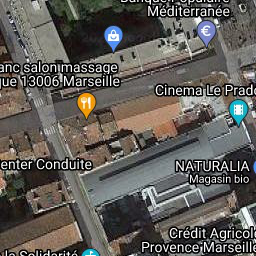 Banque Populaire
Méditerranée
anc salon massage
que 13006 Marseille
Cinema Le Prado
enter Conduite
NATURALIA
Magasin bio
Crédit Agricol
Provence Marseille
la Solidarité